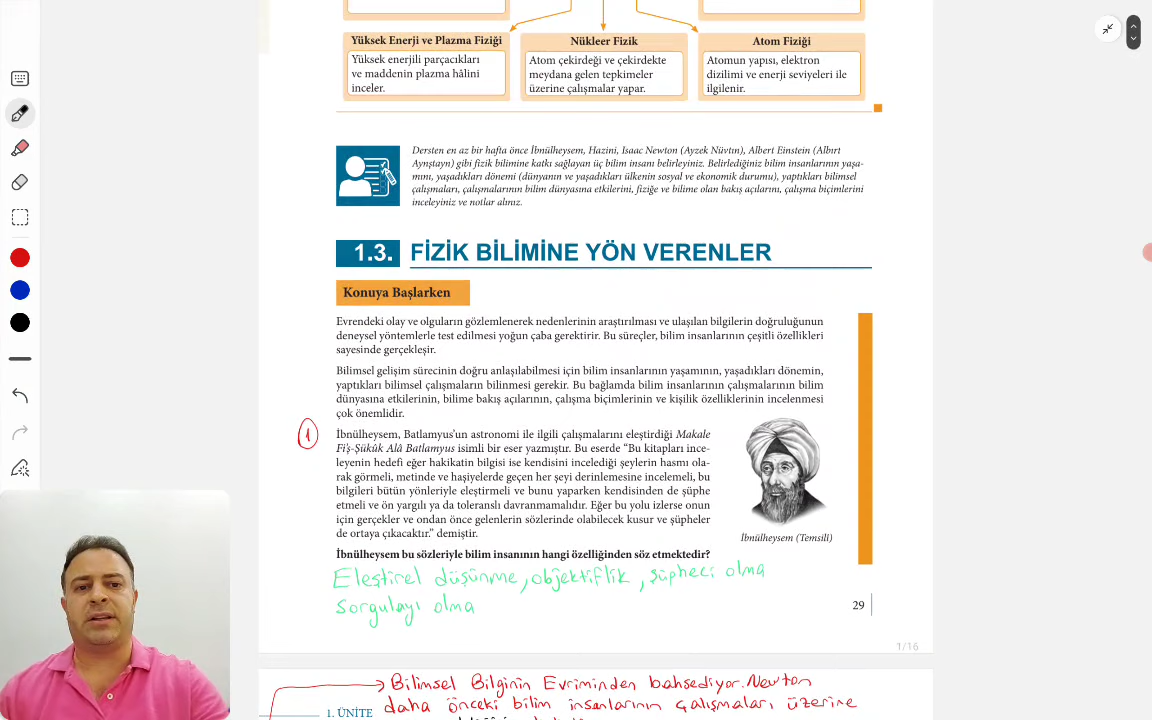 Yüksek Enerji ve Plazma Fiziği
Yüksek enerjili parçacıkları
ve maddenin plazma hâlini
inceler.
Nükleer Fizik
Atom çekirdeği ve çekirdekte
meydana gelen tepkimeler
üzerine çalışmalar yapar.
Atom Fiziği
Atomun yapısı, elektron
dizilimi ve enerji seviyeleri ile
ilgilenir.
Dersten en az bir hafta önce İbnülheysem, Hazini, Isaac Newton (Ayzek Nüvtın), Albert Einstein (Albırt
Aynştayn) gibi fizik bilimine katkı sağlayan üç bilim insanı belirleyiniz. Belirlediğiniz bilim insanlarının yaşa-
mını, yaşadıkları dönemi (dünyanın ve yaşadıkları ülkenin sosyal ve ekonomik durumu), yaptıkları bilimsel
çalışmaları, çalışmalarının bilim dünyasına etkilerini, fiziğe ve bilime olan bakış açılarını, çalışma biçimlerini
inceleyiniz ve notlar alınız.
1.3. FİZİK BİLİMİNE YÖN VERENLER
Konuya Başlarken
Evrendeki olay ve olguların gözlemlenerek nedenlerinin araştırılması ve ulaşılan bilgilerin doğruluğunun
deneysel yöntemlerle test edilmesi yoğun çaba gerektirir. Bu süreçler, bilim insanlarının çeşitli özellikleri
sayesinde gerçekleşir.
Bilimsel gelişim sürecinin doğru anlaşılabilmesi için bilim insanlarının yaşamının, yaşadıkları dönemin,
yaptıkları bilimsel çalışmaların bilinmesi gerekir. Bu bağlamda bilim insanlarının çalışmalarının bilim
dünyasına etkilerinin, bilime bakış açılarının, çalışma biçimlerinin ve kişilik özelliklerinin incelenmesi
çok önemlidir.
1
İbnülheysem, Batlamyus'un astronomi ile ilgili çalışmalarını eleştirdiği Makale
Fi'ş-Şükûk Alâ Batlamyus isimli bir eser yazmıştır. Bu eserde "Bu kitapları ince-
leyenin hedefi eğer hakikatin bilgisi ise kendisini incelediği şeylerin hasmı ola-
rak görmeli, metinde ve haşiyelerde geçen her şeyi derinlemesine incelemeli, bu
bilgileri bütün yönleriyle eleştirmeli ve bunu yaparken kendisinden de şüphe
etmeli ve ön yargılı ya da toleranslı davranmamalıdır. Eğer bu yolu izlerse onun
için gerçekler ve ondan önce gelenlerin sözlerinde olabilecek kusur ve şüpheler
de ortaya çıkacaktır." demiştir.
İbnülheysem (Temsilî)
İbnülheysem bu sözleriyle bilim insanının hangi özelliğinden söz etmektedir?
Eleştirel düşünme, objektiflik, şüpheci olma
sorgulayı olma
29
1/16
Bilimsel Bilginin Evriminden bahsediyor. Newton
daha önceki bilim insanlarının çalışmaları üzerine
1. ÜNİTE